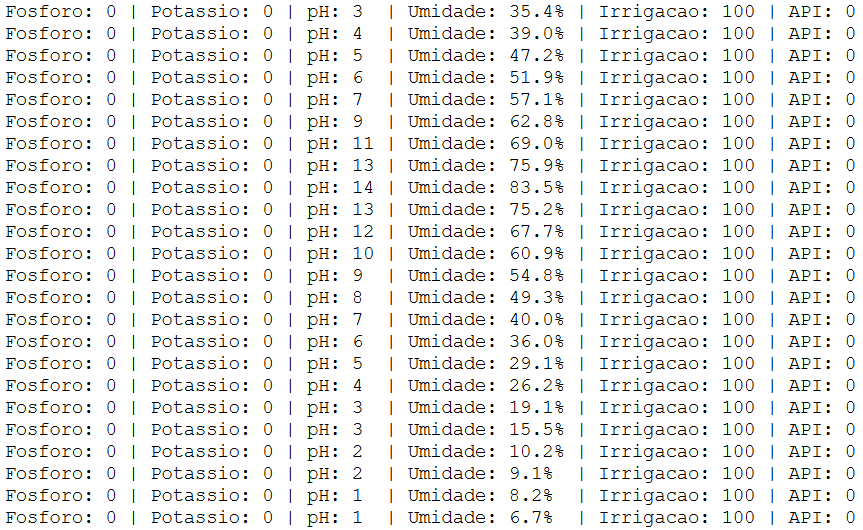 Fosforo: 0 | Potassio: 0 | pH: 3  | Umidade: 35.4% | Irrigacao: 100 | API: 0
Fosforo: 0 | Potassio: 0 | pH: 4  | Umidade: 39.0% | Irrigacao: 100 | API: 0
Fosforo: 0 | Potassio: 0 | pH: 5  | Umidade: 47.2% | Irrigacao: 100 | API: 0
Fosforo: 0 | Potassio: 0 | pH: 6  | Umidade: 51.9% | Irrigacao: 100 | API: 0
Fosforo: 0 | Potassio: 0 | pH: 7  | Umidade: 57.1% | Irrigacao: 100 | API: 0
Fosforo: 0 | Potassio: 0 | pH: 9  | Umidade: 62.8% | Irrigacao: 100 | API: 0
Fosforo: 0 | Potassio: 0 | pH: 11 | Umidade: 69.0% | Irrigacao: 100 | API: 0
Fosforo: 0 | Potassio: 0 | pH: 13 | Umidade: 75.9% | Irrigacao: 100 | API: 0
Fosforo: 0 | Potassio: 0 | pH: 14 | Umidade: 83.5% | Irrigacao: 100 | API: 0
Fosforo: 0 | Potassio: 0 | pH: 13 | Umidade: 75.2% | Irrigacao: 100 | API: 0
Fosforo: 0 | Potassio: 0 | pH: 12 | Umidade: 67.7% | Irrigacao: 100 | API: 0
Fosforo: 0 | Potassio: 0 | pH: 10 | Umidade: 60.9% | Irrigacao: 100 | API: 0
Fosforo: 0 | Potassio: 0 | pH: 9  | Umidade: 54.8% | Irrigacao: 100 | API: 0
Fosforo: 0 | Potassio: 0 | pH: 8  | Umidade: 49.3% | Irrigacao: 100 | API: 0
Fosforo: 0 | Potassio: 0 | pH: 7  | Umidade: 40.0% | Irrigacao: 100 | API: 0
Fosforo: 0 | Potassio: 0 | pH: 6  | Umidade: 36.0% | Irrigacao: 100 | API: 0
Fosforo: 0 | Potassio: 0 | pH: 5  | Umidade: 29.1% | Irrigacao: 100 | API: 0
Fosforo: 0 | Potassio: 0 | pH: 4  | Umidade: 26.2% | Irrigacao: 100 | API: 0
Fosforo: 0 | Potassio: 0 | pH: 3  | Umidade: 19.1% | Irrigacao: 100 | API: 0
Fosforo: 0 | Potassio: 0 | pH: 3  | Umidade: 15.5% | Irrigacao: 100 | API: 0
Fosforo: 0 | Potassio: 0 | pH: 2  | Umidade: 10.2% | Irrigacao: 100 | API: 0
Fosforo: 0 | Potassio: 0 | pH: 2  | Umidade: 9.1%  | Irrigacao: 100 | API: 0
Fosforo: 0 | Potassio: 0 | pH: 1  | Umidade: 8.2%  | Irrigacao: 100 | API: 0
Fosforo: 0 | Potassio: 0 | pH: 1  | Umidade: 6.7%  | Irrigacao: 100 | API: 0